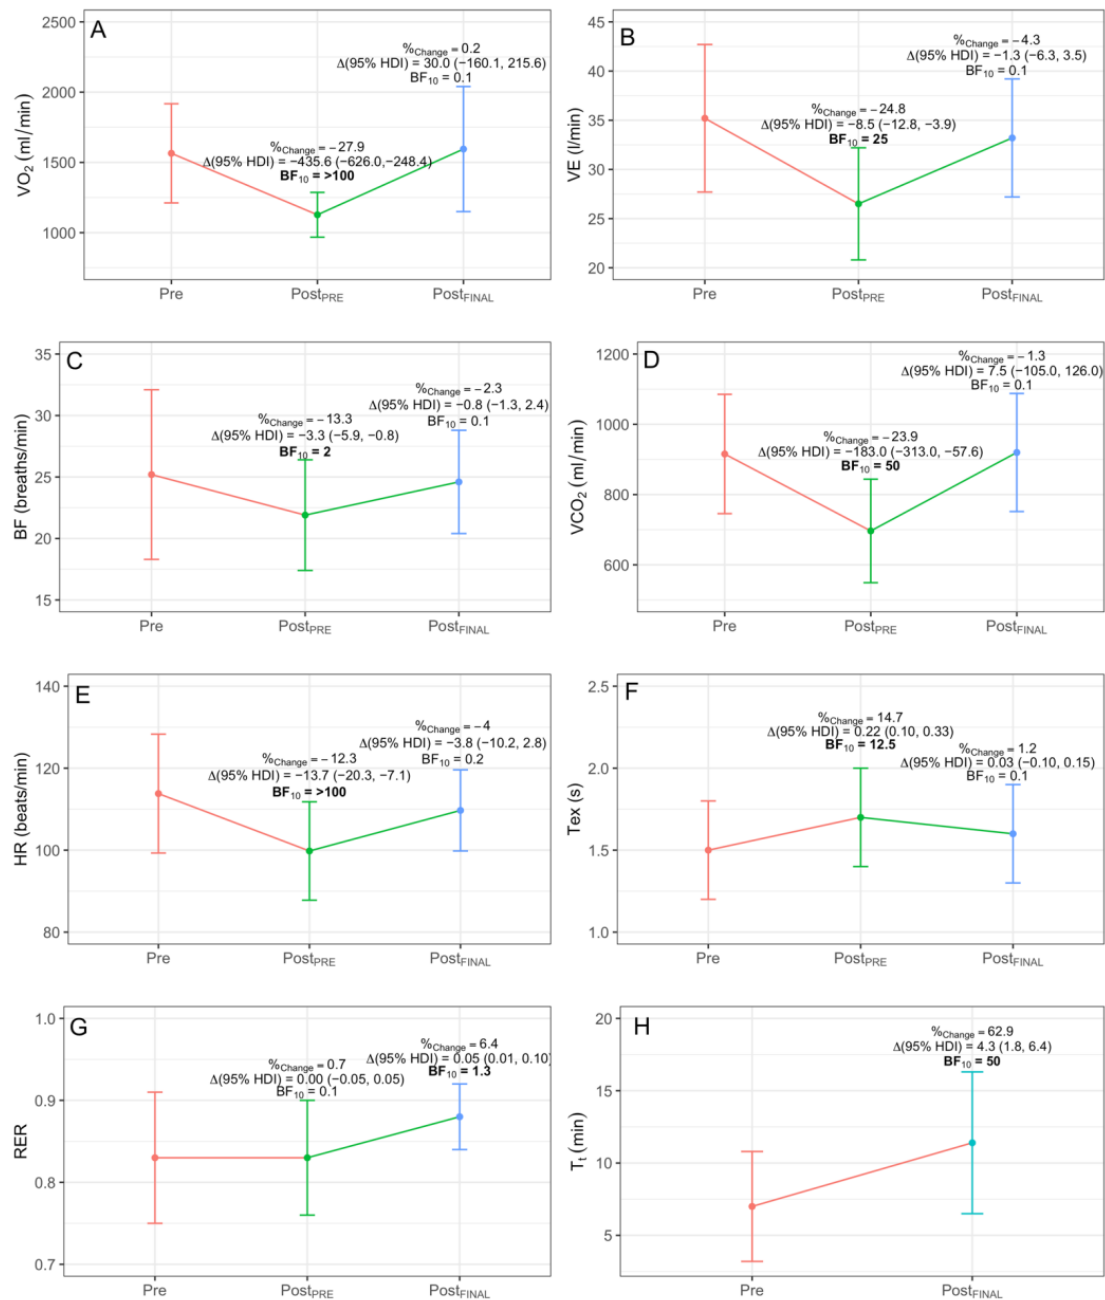 A
VO₂ (ml/min)
2500
2000
1500
1000
%Change = 0.2
Δ(95% HDI) = 30.0 (−160.1, 215.6)
BF₁₀ = 0.1
%Change = −27.9
Δ(95% HDI) = −435.6 (−626.0,−248.4)
BF₁₀ = >100
Pre PostPRE PostFINAL
B
VE (l/min)
45
40
35
30
25
20
%Change = −4.3
Δ(95% HDI) = −1.3 (−6.3, 3.5)
BF₁₀ = 0.1
%Change = −24.8
Δ(95% HDI) = −8.5 (−12.8, −3.9)
BF₁₀ = 25
Pre PostPRE PostFINAL
C
BF (breaths/min)
35
30
25
20
15
%Change = −2.3
Δ(95% HDI) = −0.8 (−1.3, 2.4)
BF₁₀ = 0.1
%Change = −13.3
Δ(95% HDI) = −3.3 (−5.9, −0.8)
BF₁₀ = 2
Pre PostPRE PostFINAL
D
VCO₂ (ml/min)
1200
1000
800
600
%Change = −1.3
Δ(95% HDI) = 7.5 (−105.0, 126.0)
BF₁₀ = 0.1
%Change = −23.9
Δ(95% HDI) = −183.0 (−313.0, −57.6)
BF₁₀ = 50
Pre PostPRE PostFINAL
E
HR (beats/min)
140
120
100
80
%Change = −4
Δ(95% HDI) = −3.8 (−10.2, 2.8)
BF₁₀ = 0.2
%Change = −12.3
Δ(95% HDI) = −13.7 (−20.3, −7.1)
BF₁₀ = >100
Pre PostPRE PostFINAL
F
Tex (s)
2.5
2.0
1.5
1.0
%Change = 14.7
Δ(95% HDI) = 0.22 (0.10, 0.33)
BF₁₀ = 12.5
%Change = 1.2
Δ(95% HDI) = 0.03 (−0.10, 0.15)
BF₁₀ = 0.1
Pre PostPRE PostFINAL
G
RER
1.0
0.9
0.8
0.7
%Change = 6.4
Δ(95% HDI) = 0.05 (0.01, 0.10)
BF₁₀ = 1.3
%Change = 0.7
Δ(95% HDI) = 0.00 (−0.05, 0.05)
BF₁₀ = 0.1
Pre PostPRE PostFINAL
H
Tt (min)
20
15
10
5
%Change = 62.9
Δ(95% HDI) = 4.3 (1.8, 6.4)
BF₁₀ = 50
Pre PostFINAL